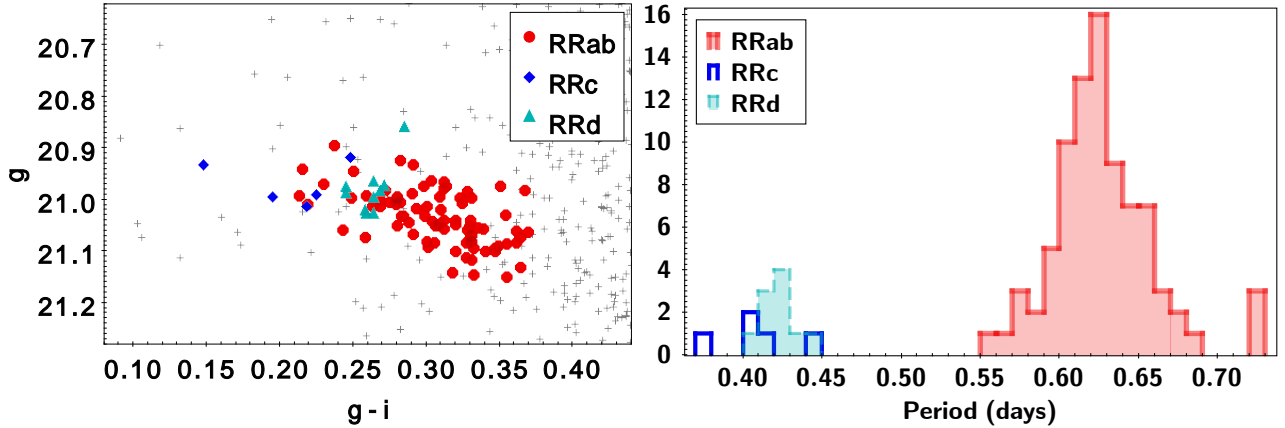 20.7
20.8
20.9
21.0
21.1
21.2
g
RRab
RRc
RRd
0.10 0.15 0.20 0.25 0.30 0.35 0.40
g - i
16
14
12
10
8
6
4
2
0
RRab
RRc
RRd
0.40 0.45 0.50 0.55 0.60 0.65 0.70
Period (days)